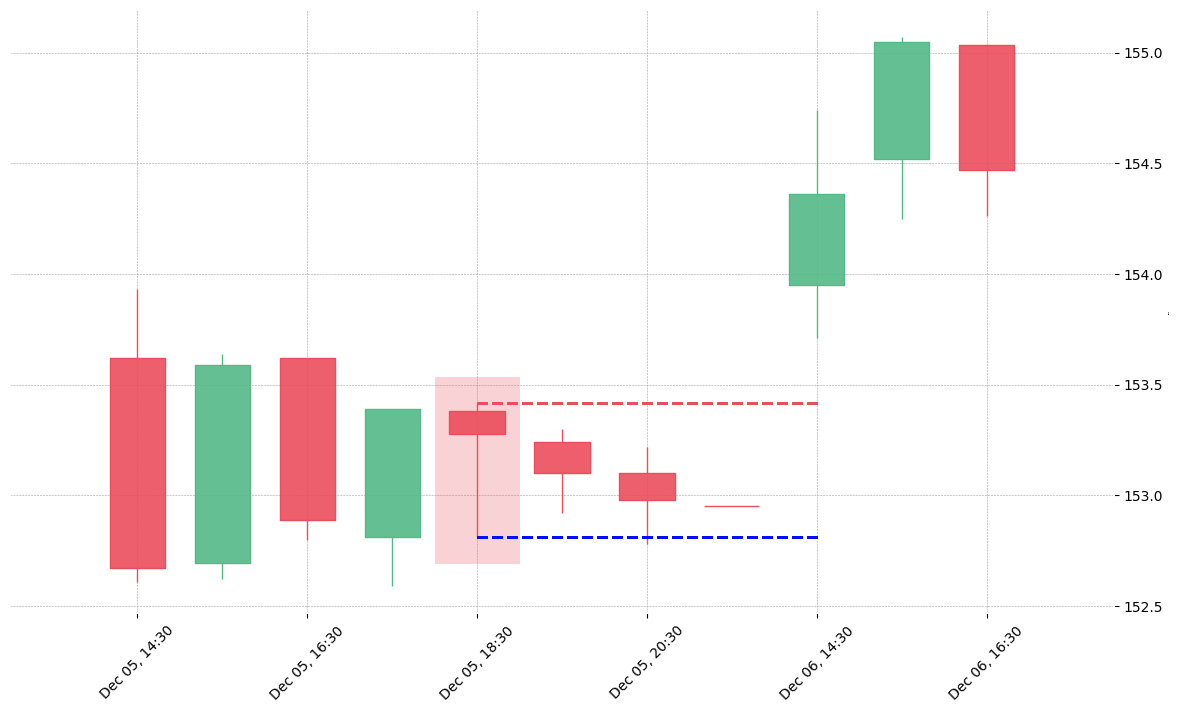 155.0
154.5
154.0
153.5
153.0
152.5
Dec 05, 14:30
Dec 05, 16:30
Dec 05, 18:30
Dec 05, 20:30
Dec 06, 14:30
Dec 06, 16:30